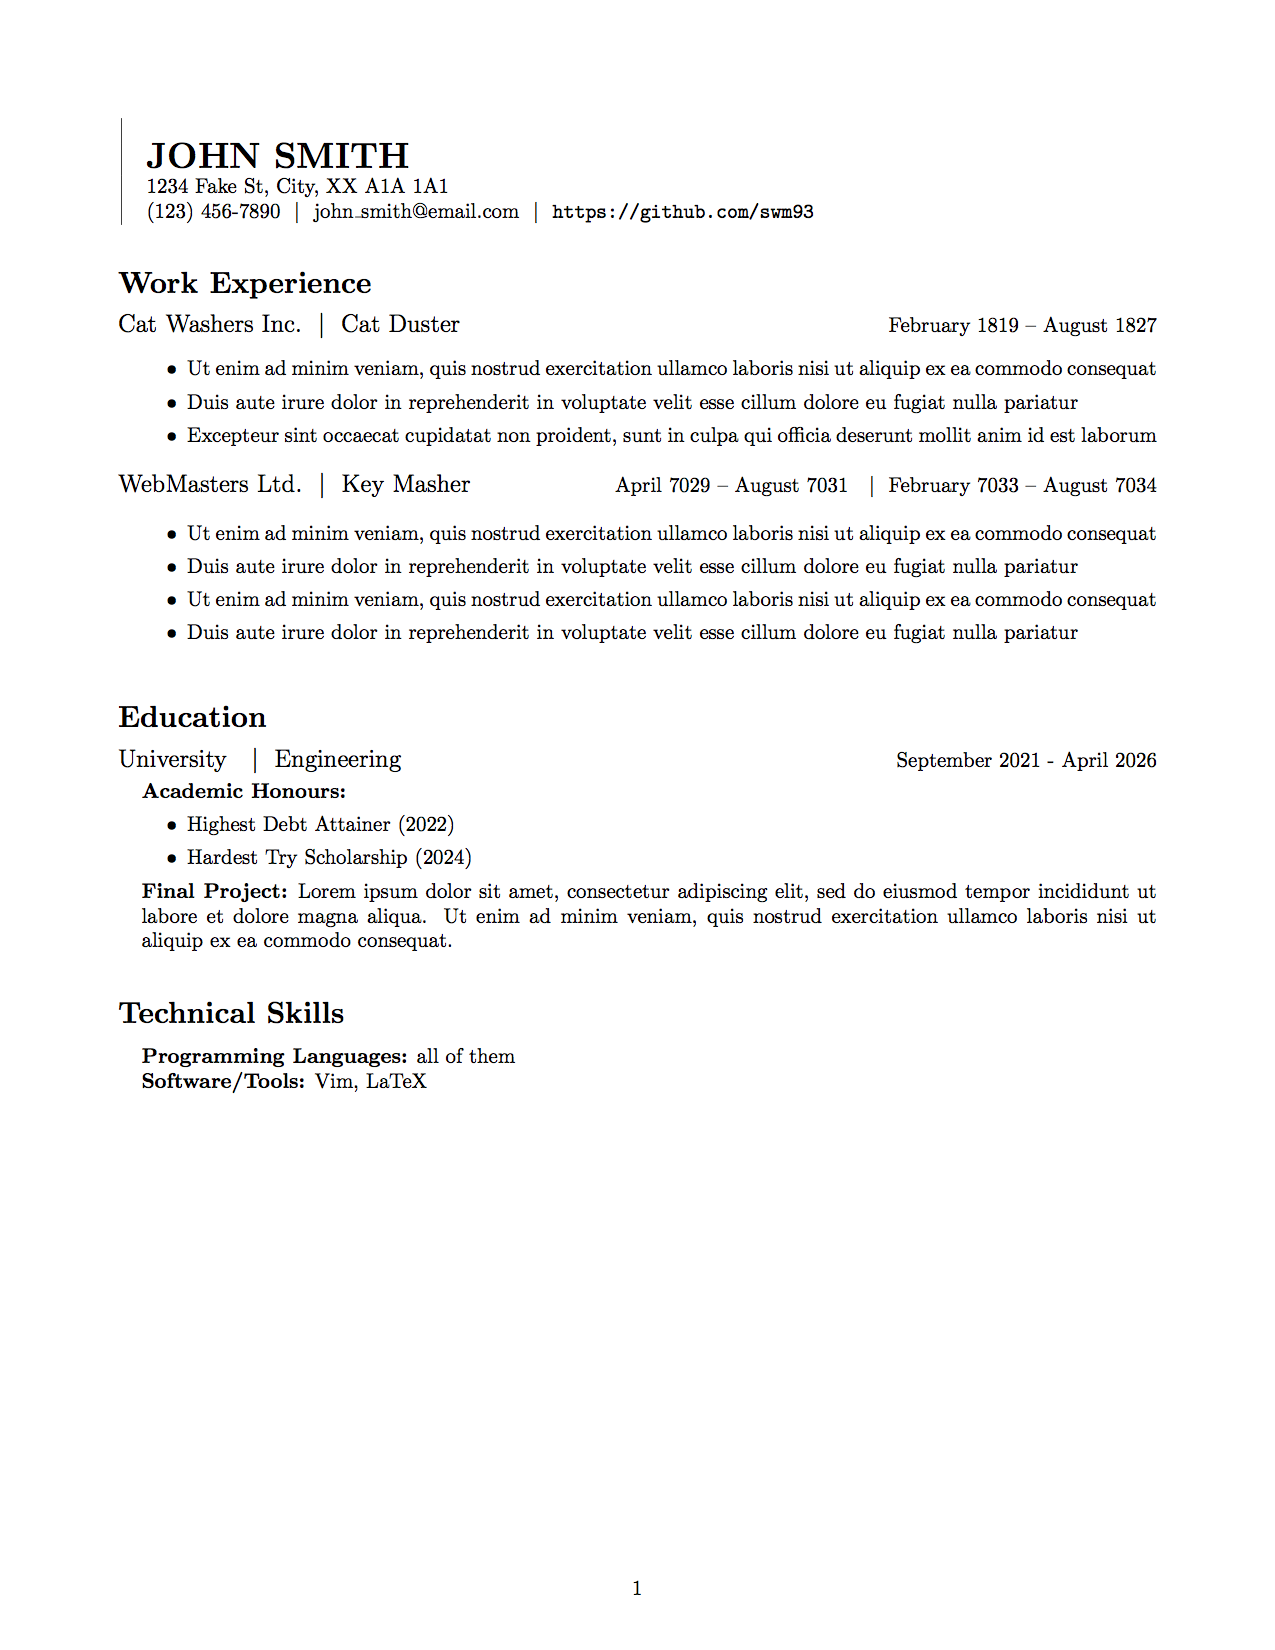 JOHN SMITH
1234 Fake St, City, XX A1A 1A1
(123) 456-7890 | john_smith@email.com | https://github.com/swm93
Work Experience
Cat Washers Inc. | Cat Duster February 1819 – August 1827
• Ut enim ad minim veniam, quis nostrud exercitation ullamco laboris nisi ut aliquip ex ea commodo consequat
• Duis aute irure dolor in reprehenderit in voluptate velit esse cillum dolore eu fugiat nulla pariatur
• Excepteur sint occaecat cupidatat non proident, sunt in culpa qui officia deserunt mollit anim id est laborum
WebMasters Ltd. | Key Masher April 7029 – August 7031 | February 7033 – August 7034
• Ut enim ad minim veniam, quis nostrud exercitation ullamco laboris nisi ut aliquip ex ea commodo consequat
• Duis aute irure dolor in reprehenderit in voluptate velit esse cillum dolore eu fugiat nulla pariatur
• Ut enim ad minim veniam, quis nostrud exercitation ullamco laboris nisi ut aliquip ex ea commodo consequat
• Duis aute irure dolor in reprehenderit in voluptate velit esse cillum dolore eu fugiat nulla pariatur
Education
University | Engineering September 2021 - April 2026
Academic Honours:
• Highest Debt Attainer (2022)
• Hardest Try Scholarship (2024)
Final Project: Lorem ipsum dolor sit amet, consectetur adipiscing elit, sed do eiusmod tempor incididunt ut
labore et dolore magna aliqua. Ut enim ad minim veniam, quis nostrud exercitation ullamco laboris nisi ut
aliquip ex ea commodo consequat.
Technical Skills
Programming Languages: all of them
Software/Tools: Vim, LaTeX
1